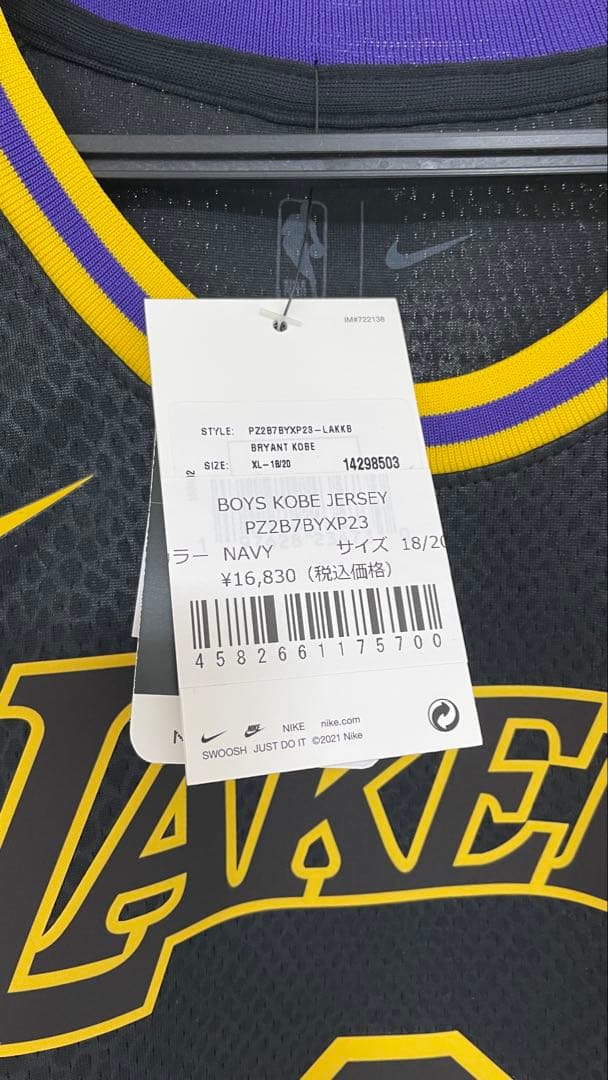 IM#722138
STYLE: PZ2B7BYXP23-LAKKB
BRYANT KOBE
SIZE: XL-18/20 14298503
BOYS KOBE JERSEY
PZ2B7BYXP23
ラー NAVY サイズ 18/20
¥16,830（税込価格）
4582661175700
NIKE nike.com
SWOOSH JUST DO IT ©2021 Nike
LAKE